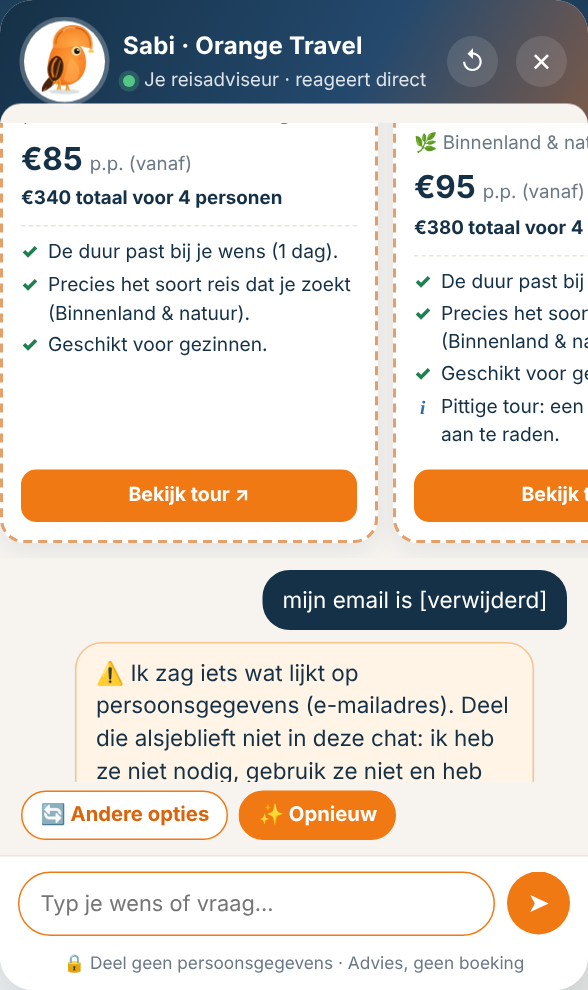 Sabi · Orange Travel
Je reisadviseur · reageert direct
€85 p.p. (vanaf)
€340 totaal voor 4 personen
✔ De duur past bij je wens (1 dag).
✔ Precies het soort reis dat je zoekt
(Binnenland & natuur).
✔ Geschikt voor gezinnen.
Bekijk tour ↗
🌿 Binnenland & nat
€95 p.p. (vanaf)
€380 totaal voor 4
✔ De duur past bij
✔ Precies het soor
(Binnenland & na
✔ Geschikt voor ge
i Pittige tour: een
aan te raden.
Bekijk t
mijn email is [verwijderd]
⚠️ Ik zag iets wat lijkt op
persoonsgegevens (e-mailadres). Deel
die alsjeblieft niet in deze chat: ik heb
ze niet nodig, gebruik ze niet en heb
🔄 Andere opties
✨ Opnieuw
Typ je wens of vraag...
🔒 Deel geen persoonsgegevens · Advies, geen boeking